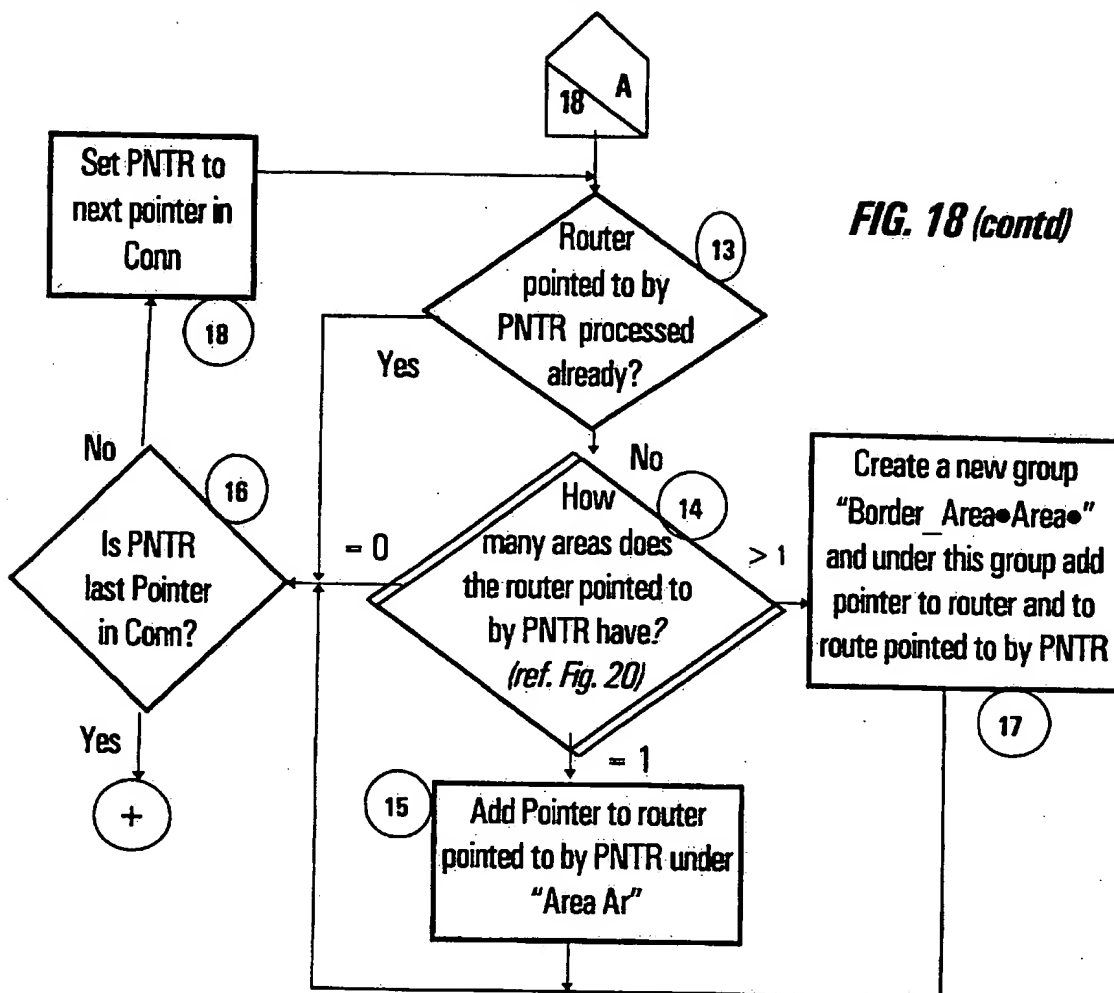 18 A
Set PNTR to
next pointer in
Conn
18
FIG. 18 (contd)
Router
pointed to by
PNTR processed
already?
13
Yes
No
No
Is PNTR
last Pointer
in Conn?
16
Yes
+
= 0
How
many areas does
the router pointed to
by PNTR have?
(ref. Fig. 20)
14
> 1
= 1
Create a new group
“Border_Area•Area•”
and under this group add
pointer to router and to
route pointed to by PNTR
17
15
Add Pointer to router
pointed to by PNTR under
“Area Ar”